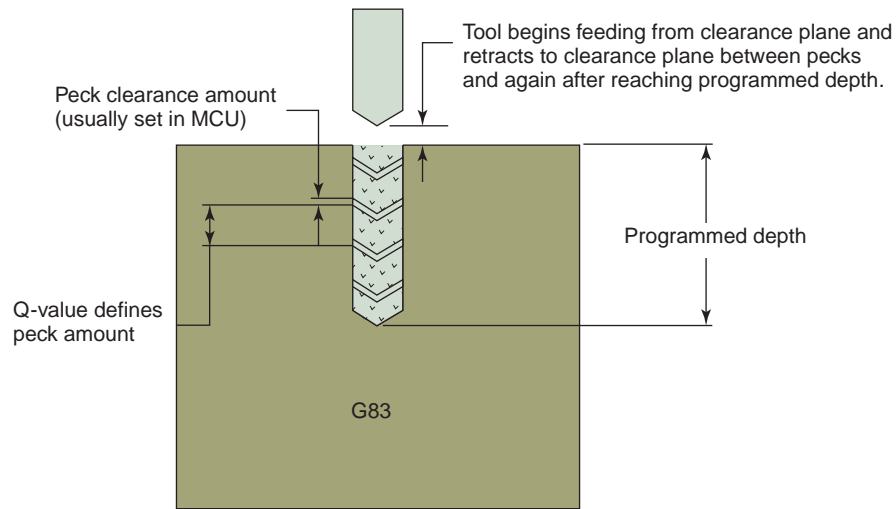 Tool begins feeding from clearance plane and
retracts to clearance plane between pecks
and again after reaching programmed depth.
Peck clearance amount
(usually set in MCU)
Programmed depth
Q-value defines
peck amount
G83